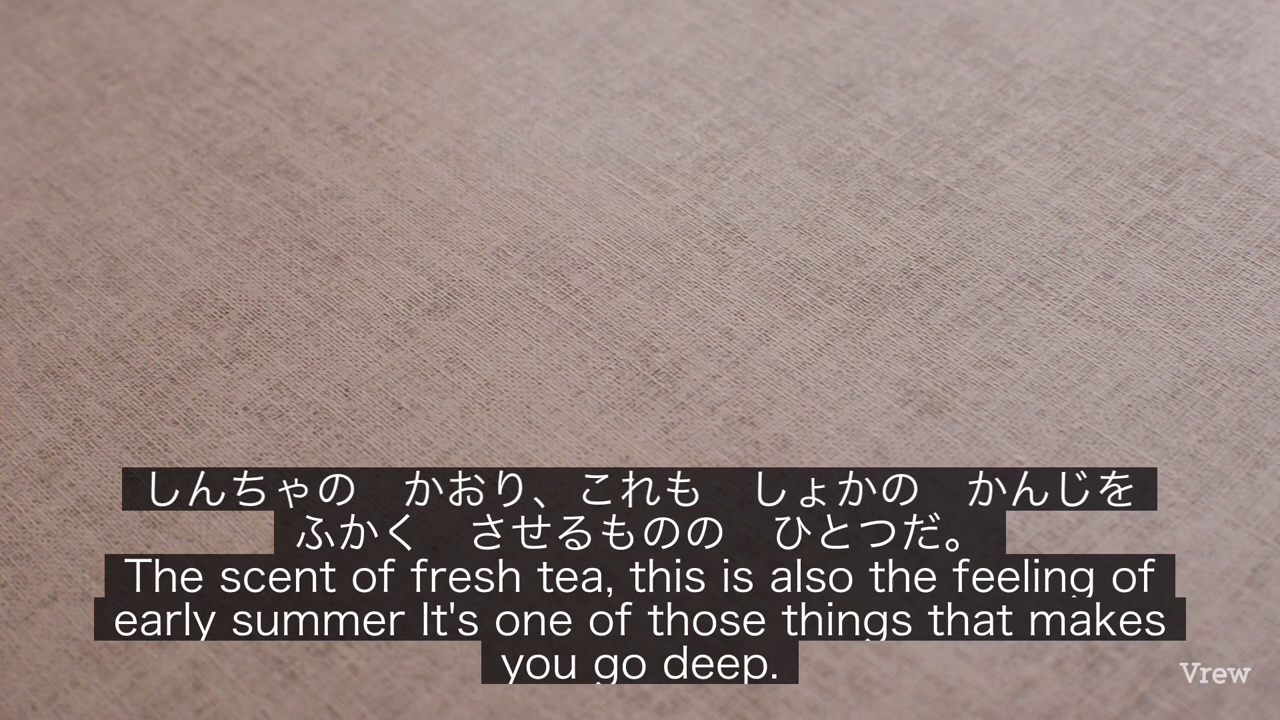 しんちゃの　かおり、これも　しょかの　かんじを
ふかく　させるものの　ひとつだ。
The scent of fresh tea, this is also the feeling of
early summer It's one of those things that makes
you go deep.
Vrew